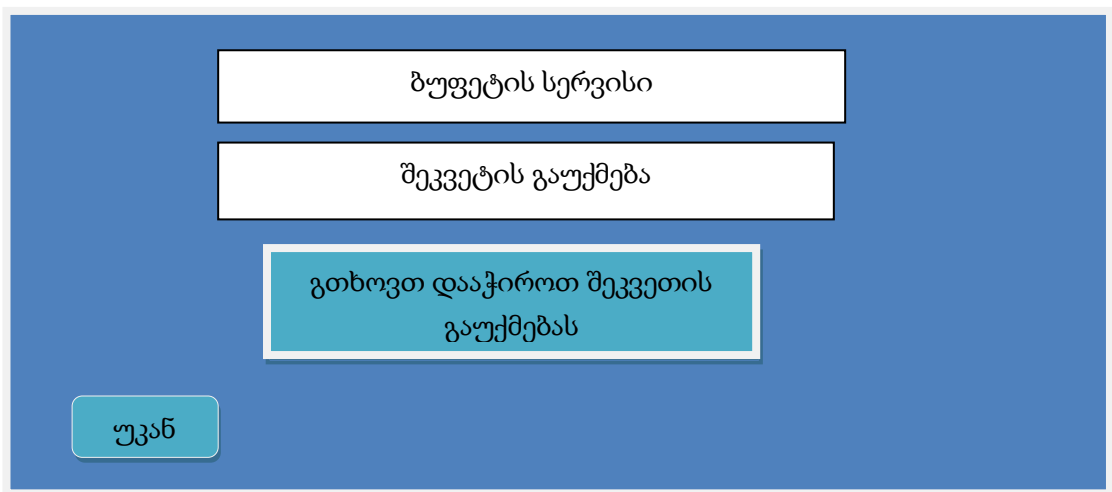 ბუფეტის სერვისი
შეკვეტის გაუქმება
გთხოვთ დააჭიროთ შეკვეთის
გაუქმებას
უკან